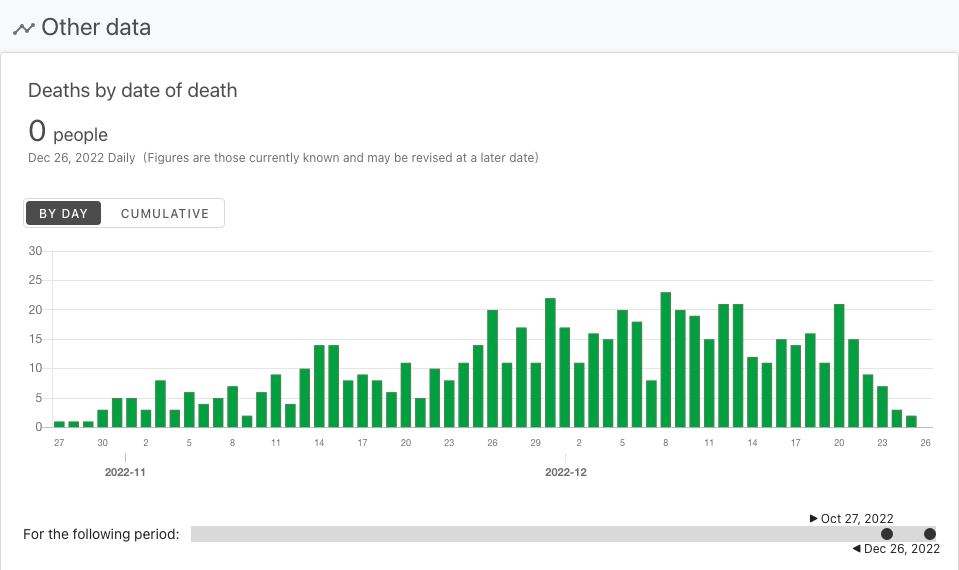 Other data
Deaths by date of death
0 people
Dec 26, 2022 Daily (Figures are those currently known and may be revised at a later date)
BY DAY CUMULATIVE
30
25
20
15
10
5
0
27 30 2 5 8 11 14 17 20 23 26 29 2 5 8 11 14 17 20 23 26
2022-11 2022-12
▶ Oct 27, 2022
For the following period:
◀ Dec 26, 2022